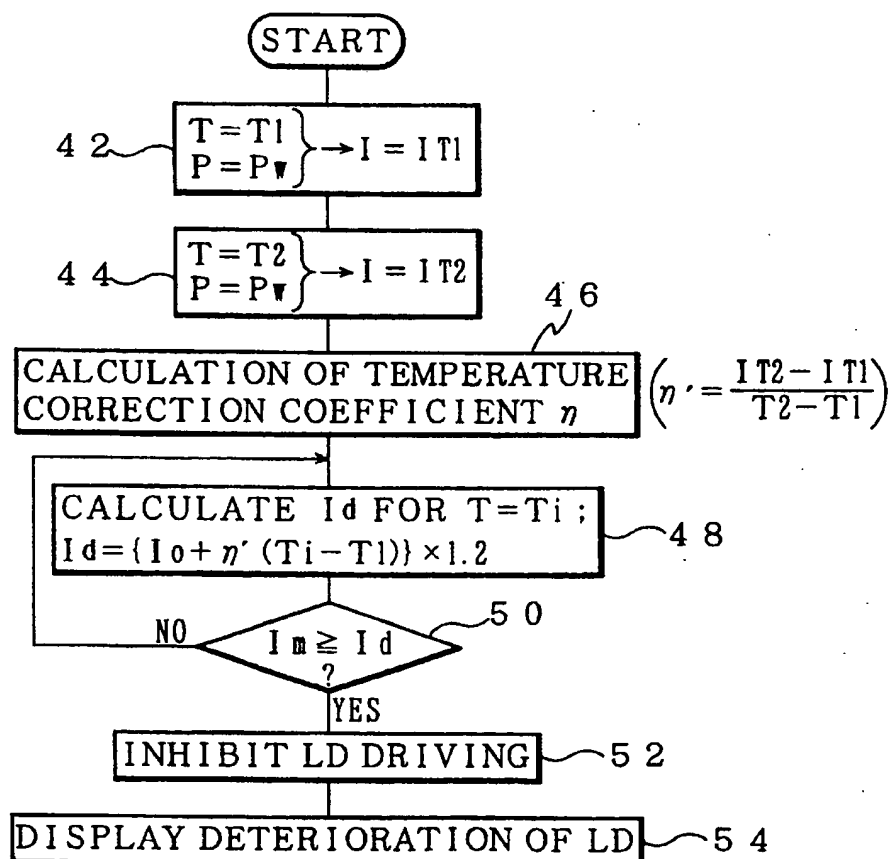 START
T=T1
P=Pw
→ I = IT1
42
T=T2
P=Pw
→ I = IT2
44
46
CALCULATION OF TEMPERATURE
CORRECTION COEFFICIENT η
(η´= IT2-IT1 / T2-T1)
CALCULATE Id FOR T=Ti;
Id={Io+η´(Ti-T1)}×1.2
48
50
NO
Im≧Id
?
YES
INHIBIT LD DRIVING
52
DISPLAY DETERIORATION OF LD
54